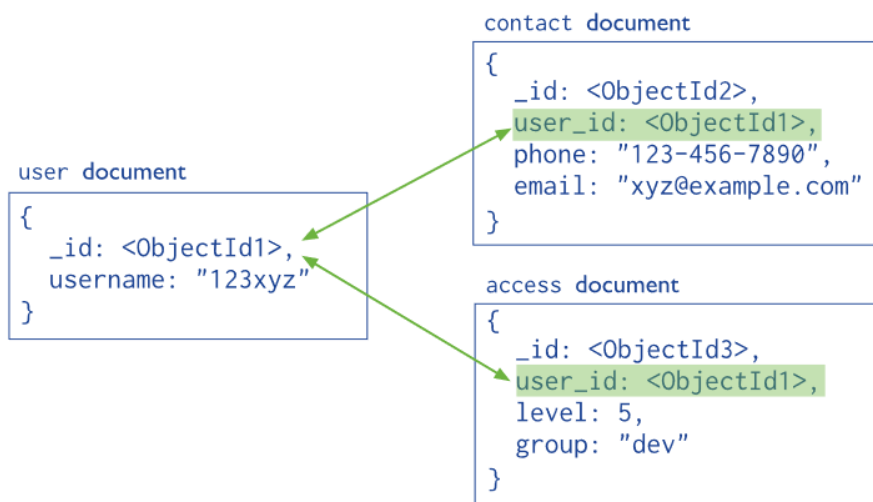 contact document
{
_id: <ObjectId2>,
user_id: <ObjectId1>,
phone: "123-456-7890",
email: "xyz@example.com"
}
user document
{
_id: <ObjectId1>,
username: "123xyz"
}
access document
{
_id: <ObjectId3>,
user_id: <ObjectId1>,
level: 5,
group: "dev"
}